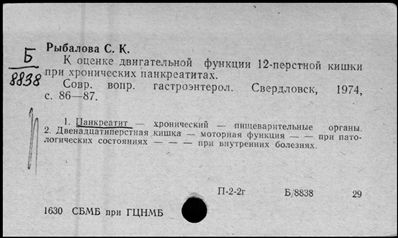 Рыбалова С. К.
Б
8838
К оценке двигательной функции 12-перстной кишки
при хронических панкреатитах.
Совр. вопр. гастроэнтерол. Свердловск, 1974,
с. 86—87.
1. Панкреатит — хронический — пищеварительные органы.
2. Двенадцатиперстная кишка — моторная функция — — при пато-
логических состояниях — — — при внутренних болезнях.
П-2-2г Б/8838 29
1630 СБМБ при ГЦНМБ